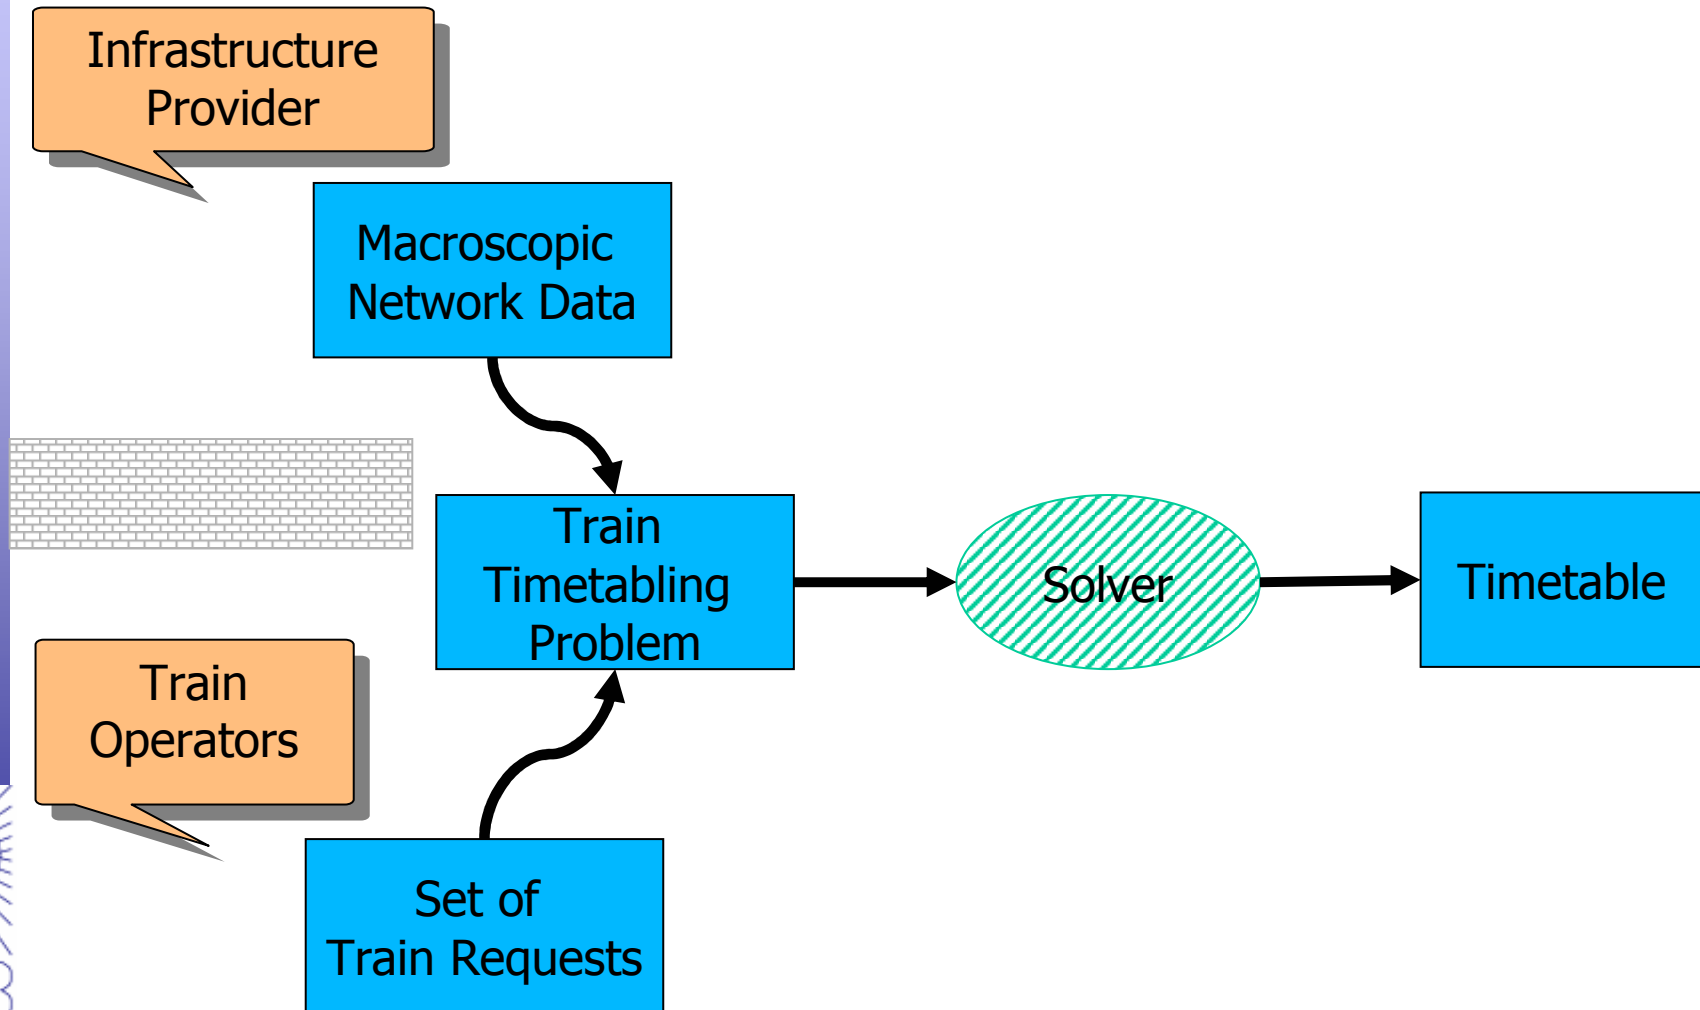 Infrastructure
Provider
Macroscopic
Network Data
Train
Timetabling
Problem
Solver
Timetable
Train
Operators
Set of
Train Requests